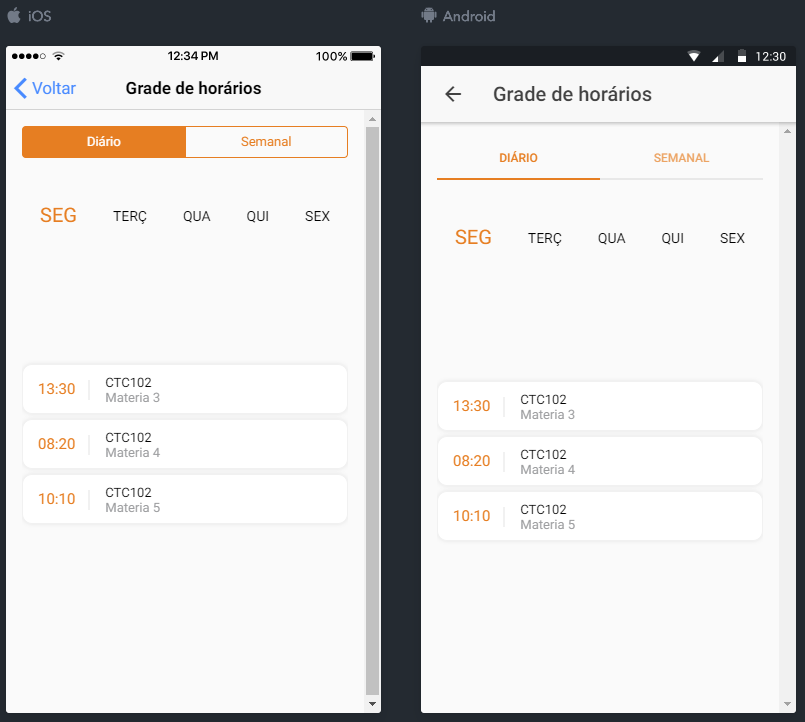 iOS
12:34 PM 100%
Voltar Grade de horários
Diário Semanal
SEG TERÇ QUA QUI SEX
13:30 CTC102
Materia 3
08:20 CTC102
Materia 4
10:10 CTC102
Materia 5
Android
12:30
Grade de horários
DIÁRIO SEMANAL
SEG TERÇ QUA QUI SEX
13:30 CTC102
Materia 3
08:20 CTC102
Materia 4
10:10 CTC102
Materia 5